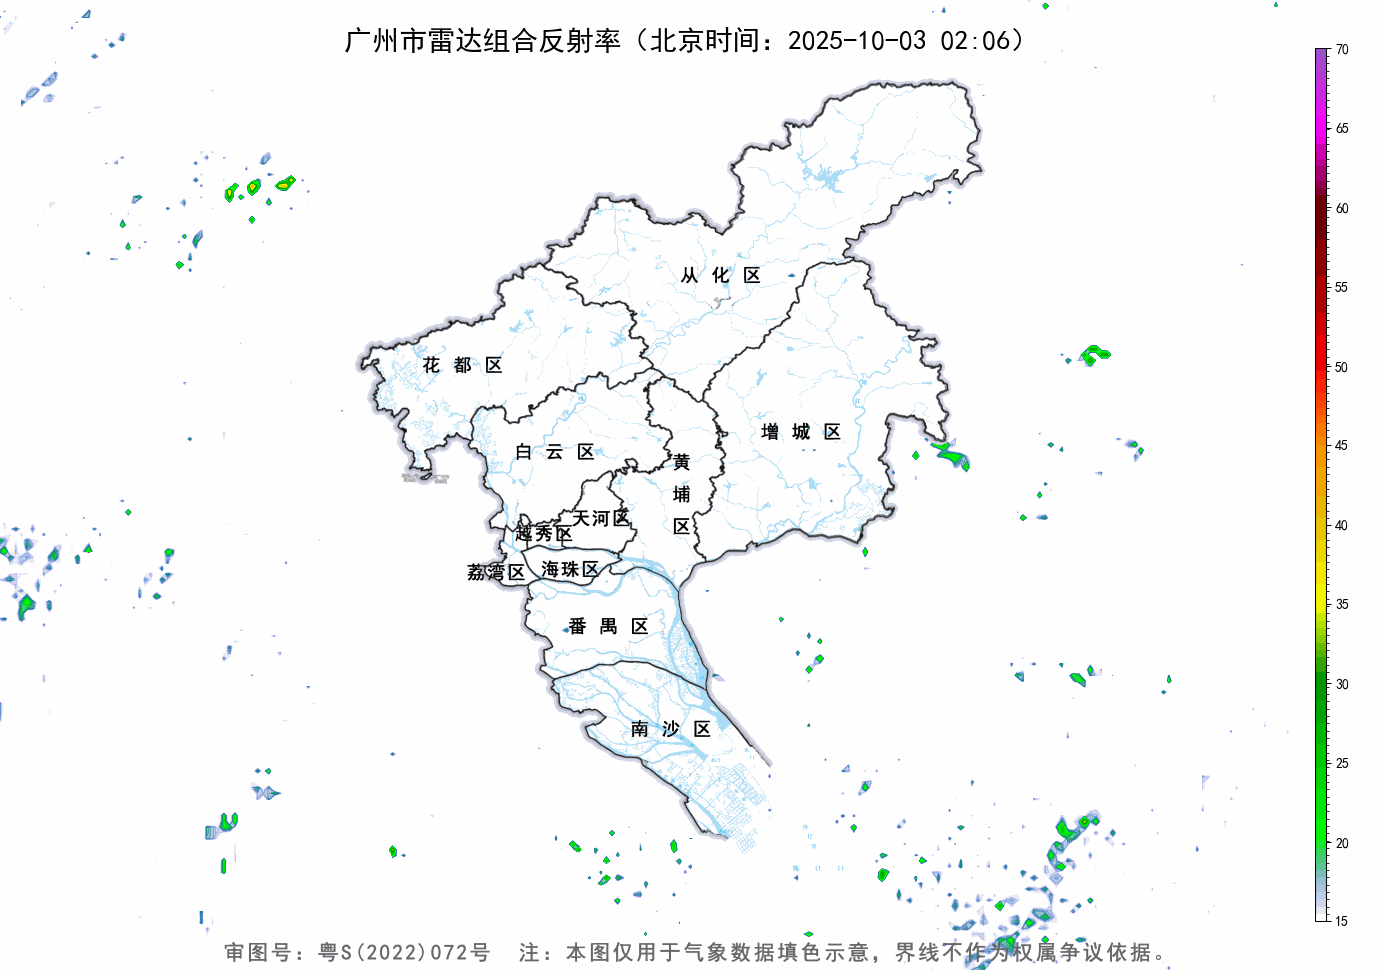 广州市雷达组合反射率（北京时间：2025-10-03 02:06）
70
65
60
55
50
45
40
35
30
25
20
15
从化区
花都区
增城区
白云区
黄埔区
天河区
越秀区
荔湾区
海珠区
番禺区
南沙区
审图号：粤S(2022)072号 注：本图仅用于气象数据填色示意，界线不作为权属争议依据。